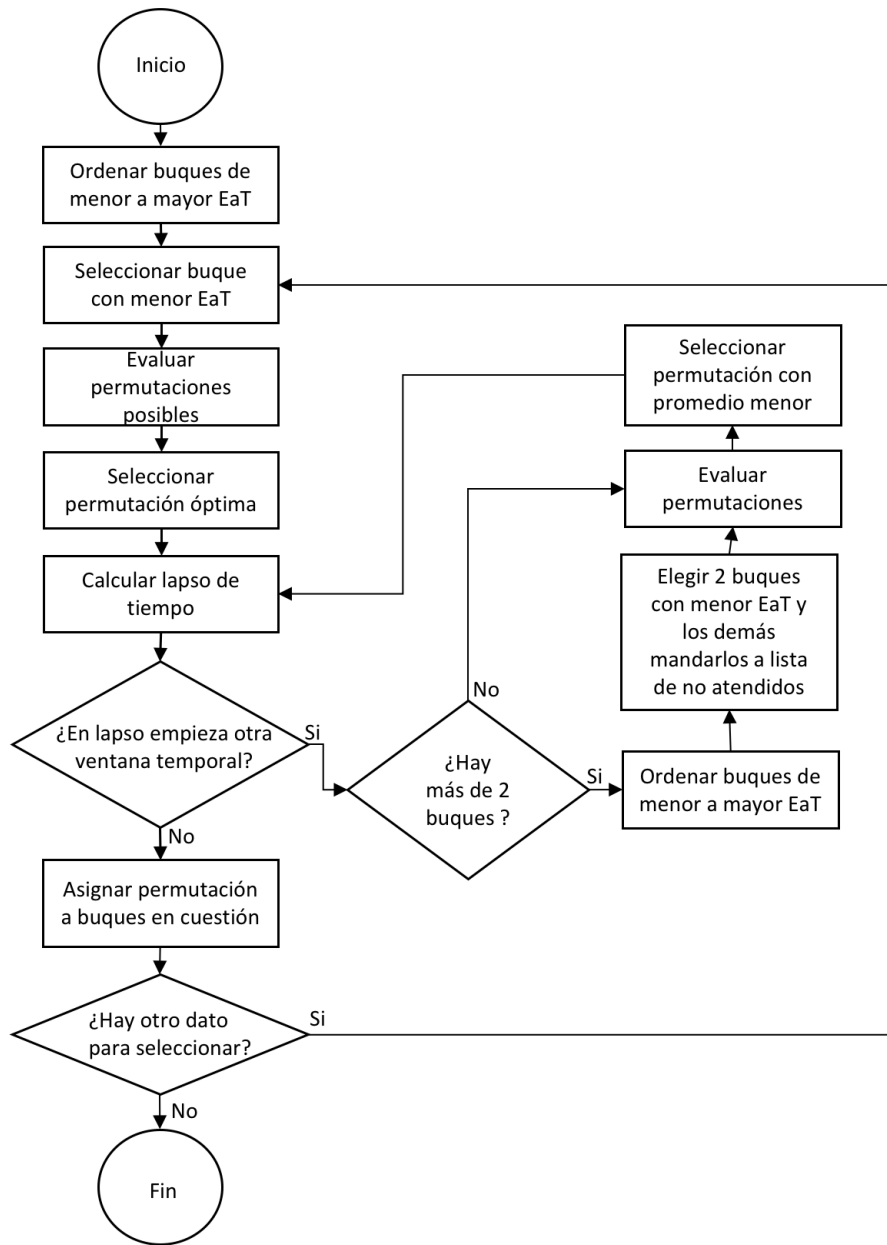 Inicio
Ordenar buques de
menor a mayor EaT
Seleccionar buque
con menor EaT
Evaluar
permutaciones
posibles
Seleccionar
permutación óptima
Calcular lapso de
tiempo
¿En lapso empieza otra
ventana temporal?
Si
No
¿Hay
más de 2
buques ?
No
Si
Ordenar buques de
menor a mayor EaT
Elegir 2 buques
con menor EaT y
los demás
mandarlos a lista
de no atendidos
Evaluar
permutaciones
Seleccionar
permutación con
promedio menor
Asignar permutación
a buques en cuestión
¿Hay otro dato
para seleccionar?
Si
No
Fin